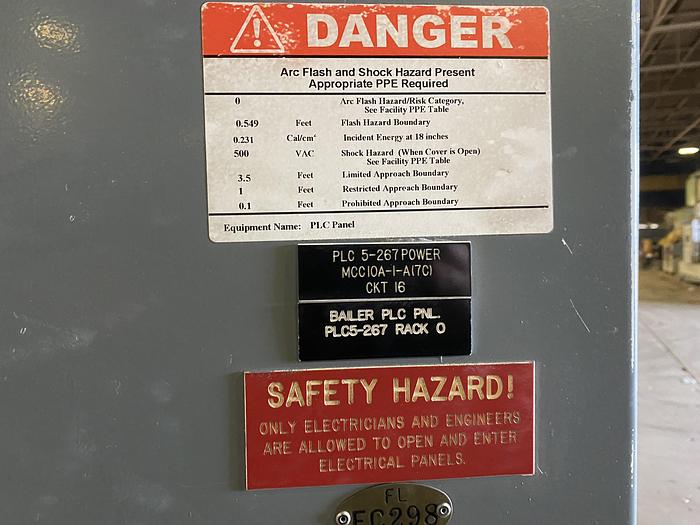 DANGER
Arc Flash and Shock Hazard Present
Appropriate PPE Required
0 Arc Flash Hazard/Risk Category,
See Facility PPE Table
0.549 Feet Flash Hazard Boundary
0.231 Cal/cm² Incident Energy at 18 inches
500 VAC Shock Hazard (When Cover is Open)
See Facility PPE Table
3.5 Feet Limited Approach Boundary
1 Feet Restricted Approach Boundary
0.1 Feet Prohibited Approach Boundary
Equipment Name: PLC Panel
PLC 5-267 POWER
MCC10A-1-A(7C)
CKT 16
BAILER PLC PNL.
PLC5-267 RACK 0
SAFETY HAZARD!
ONLY ELECTRICIANS AND ENGINEERS
ARE ALLOWED TO OPEN AND ENTER
ELECTRICAL PANELS.
FL
EC298